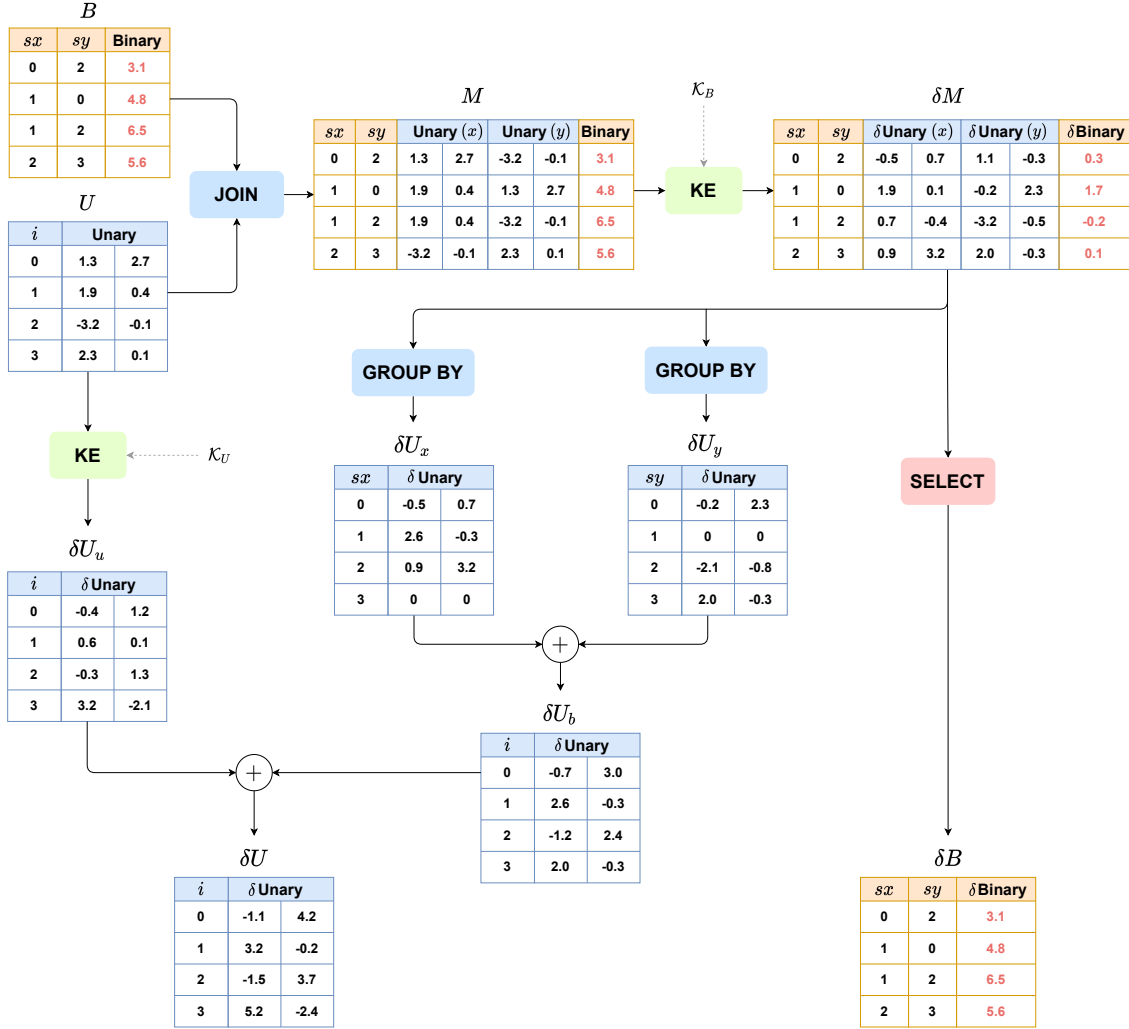 B
sx sy Binary
0 2 3.1
1 0 4.8
1 2 6.5
2 3 5.6
U
i Unary
0 1.3 2.7
1 1.9 0.4
2 -3.2 -0.1
3 2.3 0.1
JOIN
M
sx sy Unary (x) Unary (y) Binary
0 2 1.3 2.7 -3.2 -0.1 3.1
1 0 1.9 0.4 1.3 2.7 4.8
1 2 1.9 0.4 -3.2 -0.1 6.5
2 3 -3.2 -0.1 2.3 0.1 5.6
𝒦_B
KE
δM
sx sy δUnary (x) δUnary (y) δBinary
0 2 -0.5 0.7 1.1 -0.3 0.3
1 0 1.9 0.1 -0.2 2.3 1.7
1 2 0.7 -0.4 -3.2 -0.5 -0.2
2 3 0.9 3.2 2.0 -0.3 0.1
GROUP BY
GROUP BY
KE
𝒦_U
SELECT
δU_x
sx δ Unary
0 -0.5 0.7
1 2.6 -0.3
2 0.9 3.2
3 0 0
δU_y
sy δ Unary
0 -0.2 2.3
1 0 0
2 -2.1 -0.8
3 2.0 -0.3
+
δU_u
i δ Unary
0 -0.4 1.2
1 0.6 0.1
2 -0.3 1.3
3 3.2 -2.1
δU_b
i δ Unary
0 -0.7 3.0
1 2.6 -0.3
2 -1.2 2.4
3 2.0 -0.3
+
δU
i δ Unary
0 -1.1 4.2
1 3.2 -0.2
2 -1.5 3.7
3 5.2 -2.4
δB
sx sy δBinary
0 2 3.1
1 0 4.8
1 2 6.5
2 3 5.6